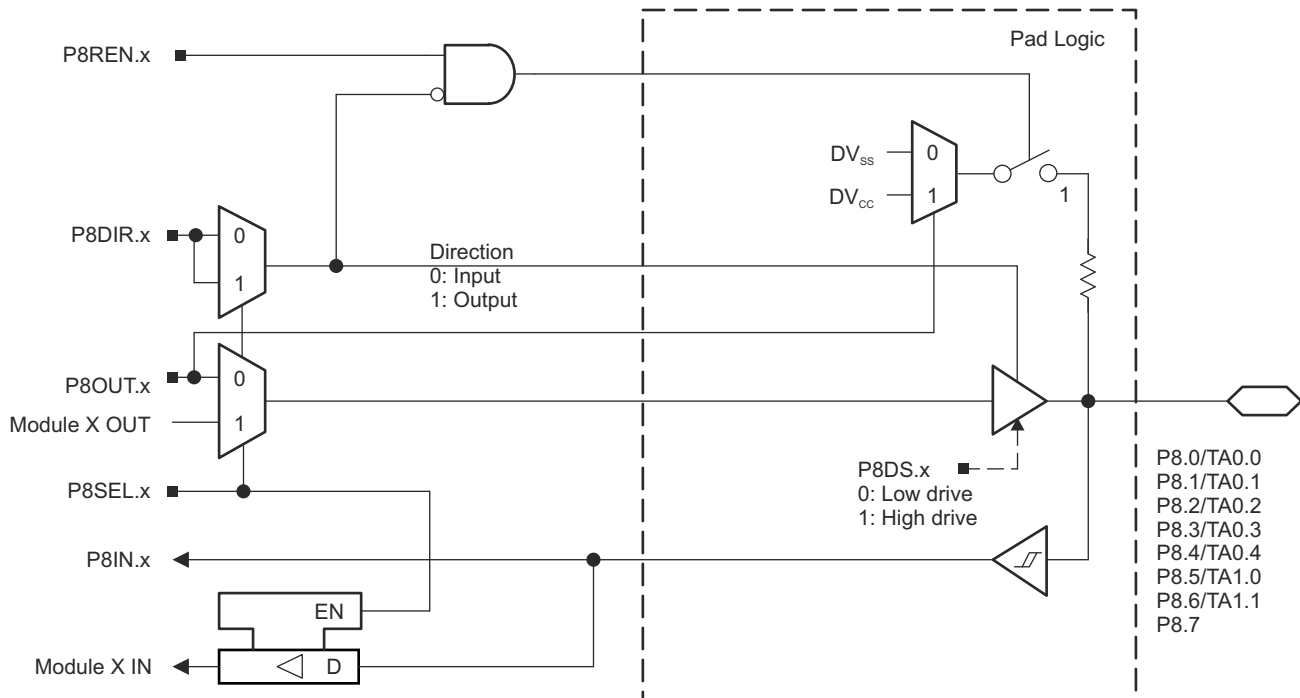 Pad Logic
P8REN.x
DVSS
0
DVCC
1
1
P8DIR.x
0
1
Direction
0: Input
1: Output
P8OUT.x
0
Module X OUT
1
P8SEL.x
P8DS.x
0: Low drive
1: High drive
P8.0/TA0.0
P8.1/TA0.1
P8.2/TA0.2
P8.3/TA0.3
P8.4/TA0.4
P8.5/TA1.0
P8.6/TA1.1
P8.7
P8IN.x
EN
Module X IN
D